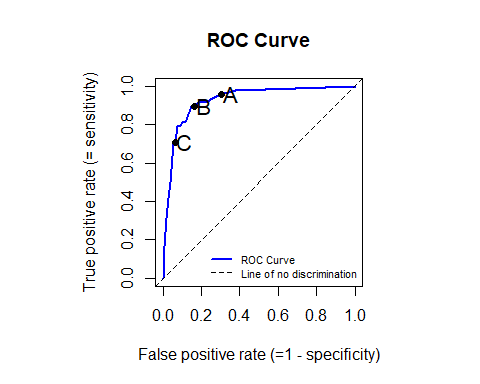 ROC Curve
True positive rate (= sensitivity)
1.0
0.8
0.6
0.4
0.2
0.0
A
B
C
ROC Curve
Line of no discrimination
0.0 0.2 0.4 0.6 0.8 1.0
False positive rate (=1 - specificity)